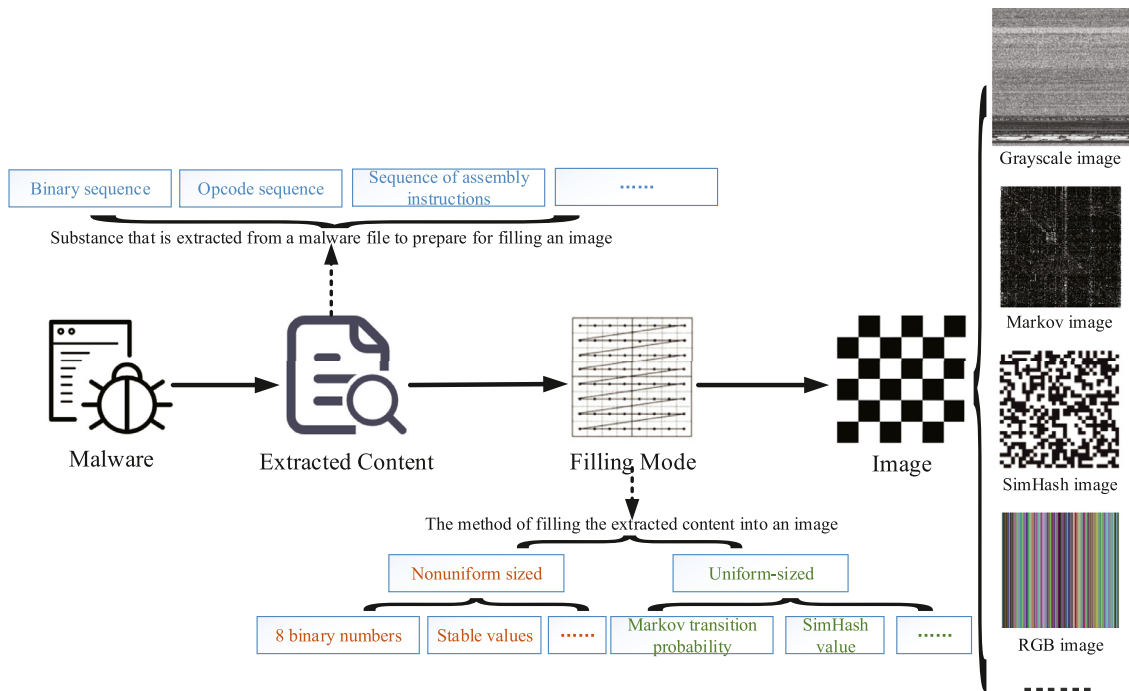 Grayscale image
Binary sequence
Opcode sequence
Sequence of assembly
instructions
......
Substance that is extracted from a malware file to prepare for filling an image
Markov image
Malware
Extracted Content
Filling Mode
Image
SimHash image
The method of filling the extracted content into an image
Nonuniform sized
Uniform-sized
8 binary numbers
Stable values
......
Markov transition
probability
SimHash
value
......
RGB image